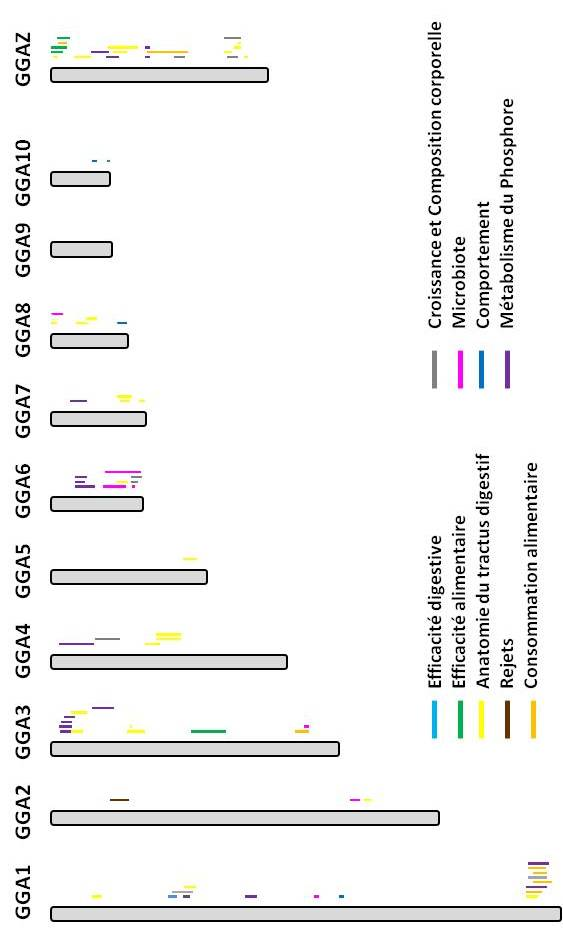 GGA1
GGA2
GGA3
GGA4
GGA5
GGA6
GGA7
GGA8
GGA9
GGA10
GGAZ
Efficacité digestive
Efficacité alimentaire
Anatomie du tractus digestif
Rejets
Consommation alimentaire
Croissance et Composition corporelle
Microbiote
Comportement
Métabolisme du Phosphore